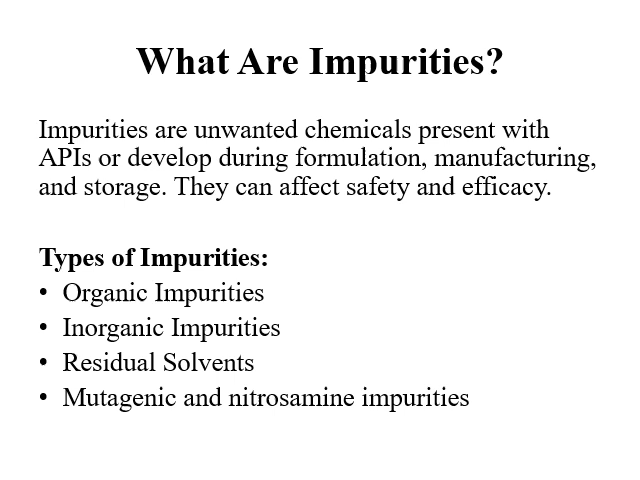 What Are Impurities?
Impurities are unwanted chemicals present with
APIs or develop during formulation, manufacturing,
and storage. They can affect safety and efficacy.
Types of Impurities:
• Organic Impurities
• Inorganic Impurities
• Residual Solvents
• Mutagenic and nitrosamine impurities